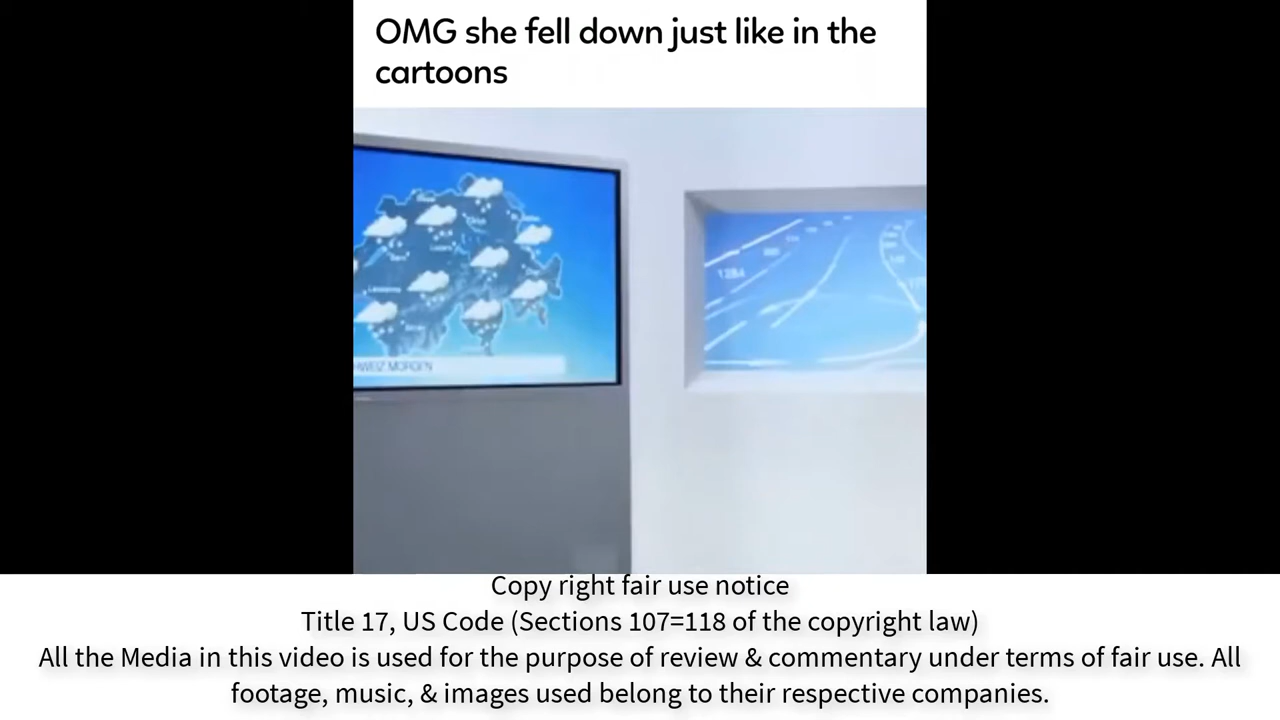 OMG she fell down just like in the
cartoons
HWEIZ MORGEN
Copy right fair use notice
Title 17, US Code (Sections 107=118 of the copyright law)
All the Media in this video is used for the purpose of review & commentary under terms of fair use. All
footage, music, & images used belong to their respective companies.